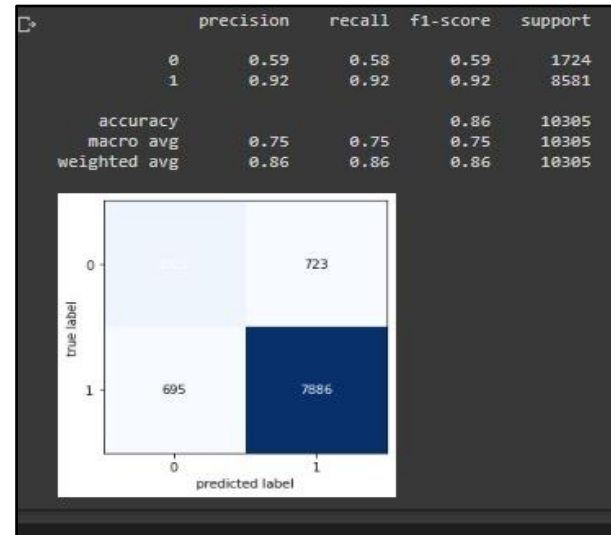 precision recall f1-score support
0 0.59 0.58 0.59 1724
1 0.92 0.92 0.92 8581
accuracy 0.86 10305
macro avg 0.75 0.75 0.75 10305
weighted avg 0.86 0.86 0.86 10305
0 723
true label
1 695 7886
0 1
predicted label